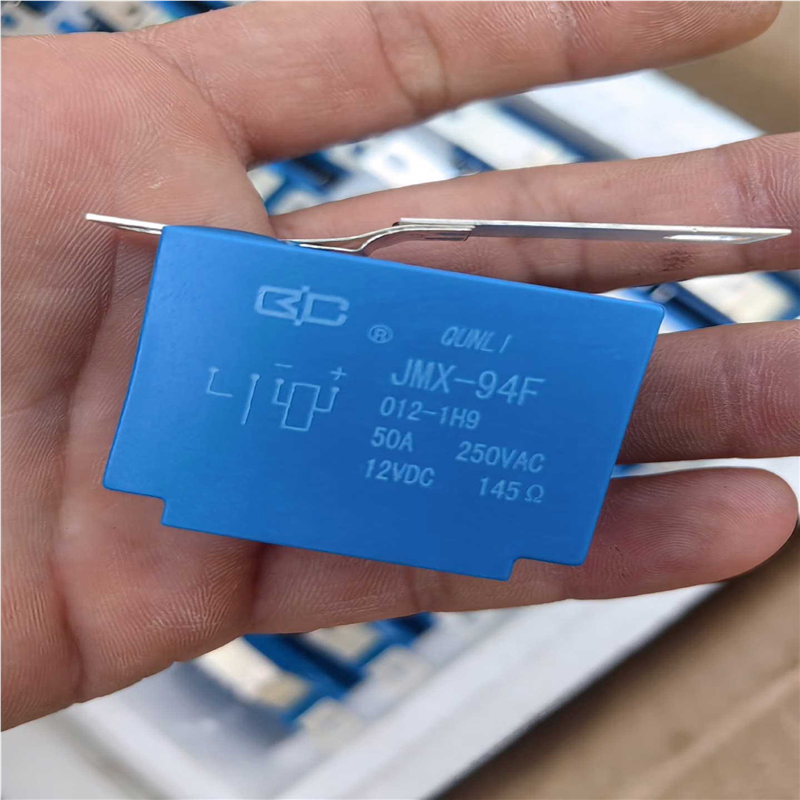 ® QUNLI
JMX-94F
012-1H9
50A 250VAC
12VDC 145Ω
- +